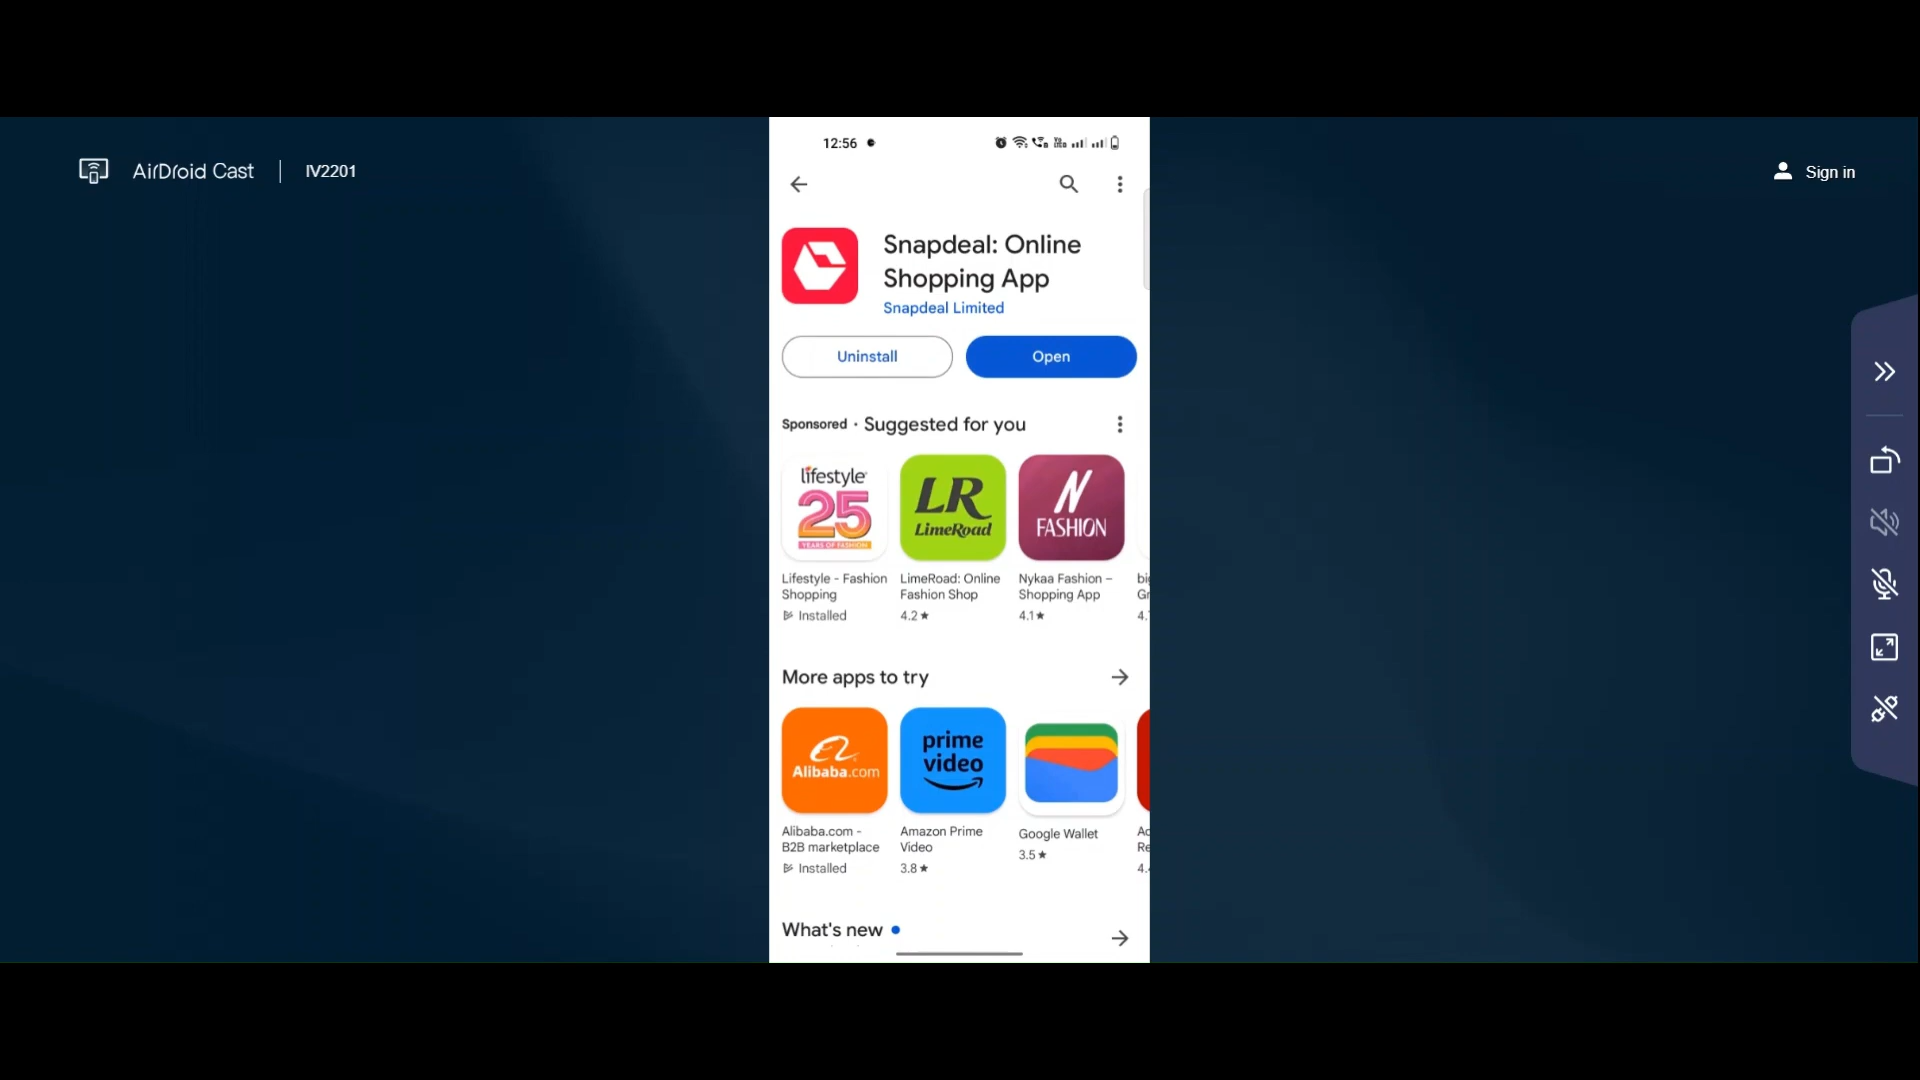 AirDroid Cast
IV2201
Sign in
12:56
Snapdeal: Online
Shopping App
Snapdeal Limited
Uninstall
Open
Sponsored · Suggested for you
lifestyle
25
YEARS OF FASHION
LR
LimeRoad
N
FASHION
Lifestyle - Fashion
Shopping
Installed
LimeRoad: Online
Fashion Shop
4.2★
Nykaa Fashion –
Shopping App
4.1★
More apps to try
Alibaba.com
prime
video
Alibaba.com -
B2B marketplace
Installed
Amazon Prime
Video
3.8★
Google Wallet
3.5★
What's new